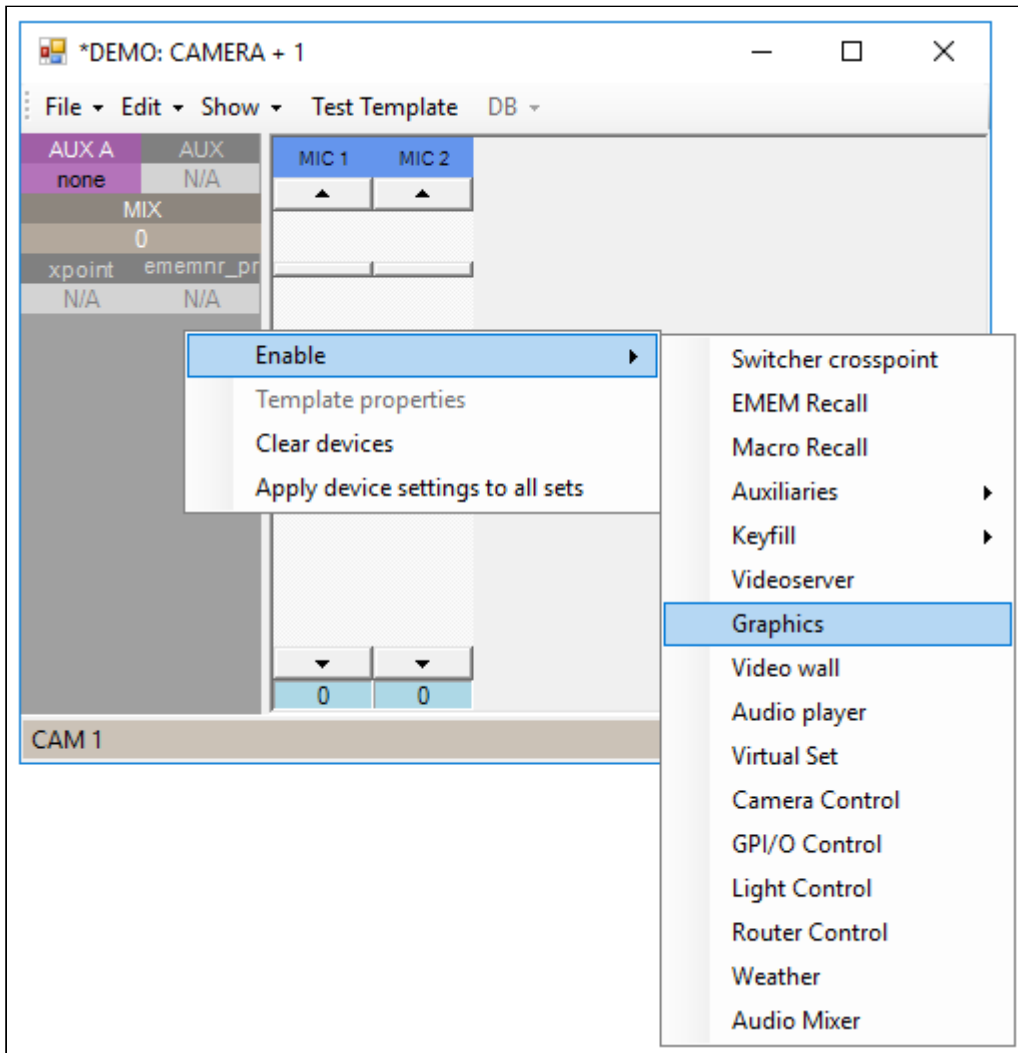 *DEMO: CAMERA + 1
File Edit Show Test Template DB
AUX A AUX MIC 1 MIC 2
none N/A
MIX
0
xpoint ememnr_pr
N/A N/A
Enable
Template properties
Clear devices
Apply device settings to all sets
Switcher crosspoint
EMEM Recall
Macro Recall
Auxiliaries
Keyfill
Videoserver
Graphics
Video wall
Audio player
Virtual Set
Camera Control
GPI/O Control
Light Control
Router Control
Weather
Audio Mixer
0 0
CAM 1